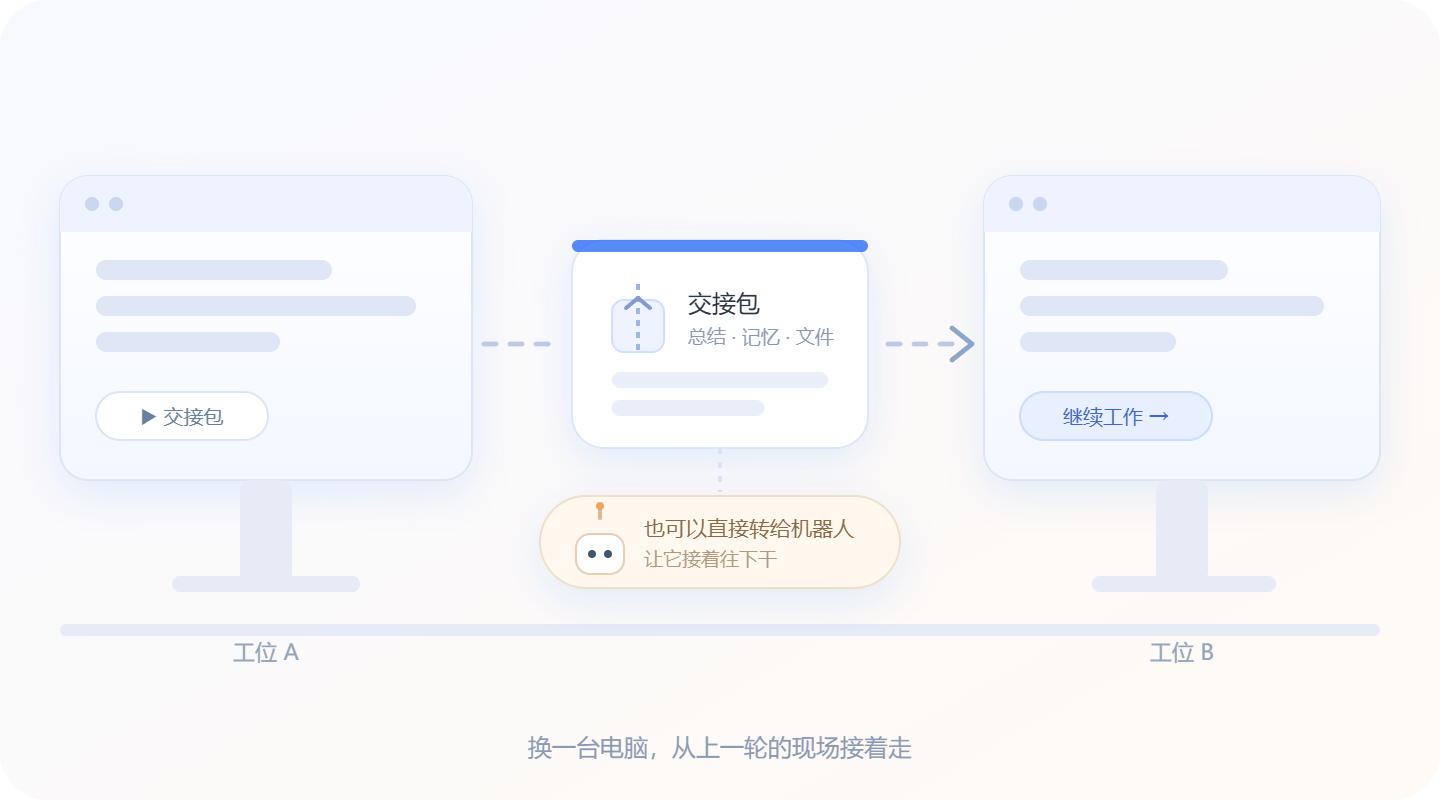 交接包
总结 · 记忆 · 文件
▶ 交接包
继续工作 →
也可以直接转给机器人
让它接着往下干
工位 A
工位 B
换一台电脑，从上一轮的现场接着走